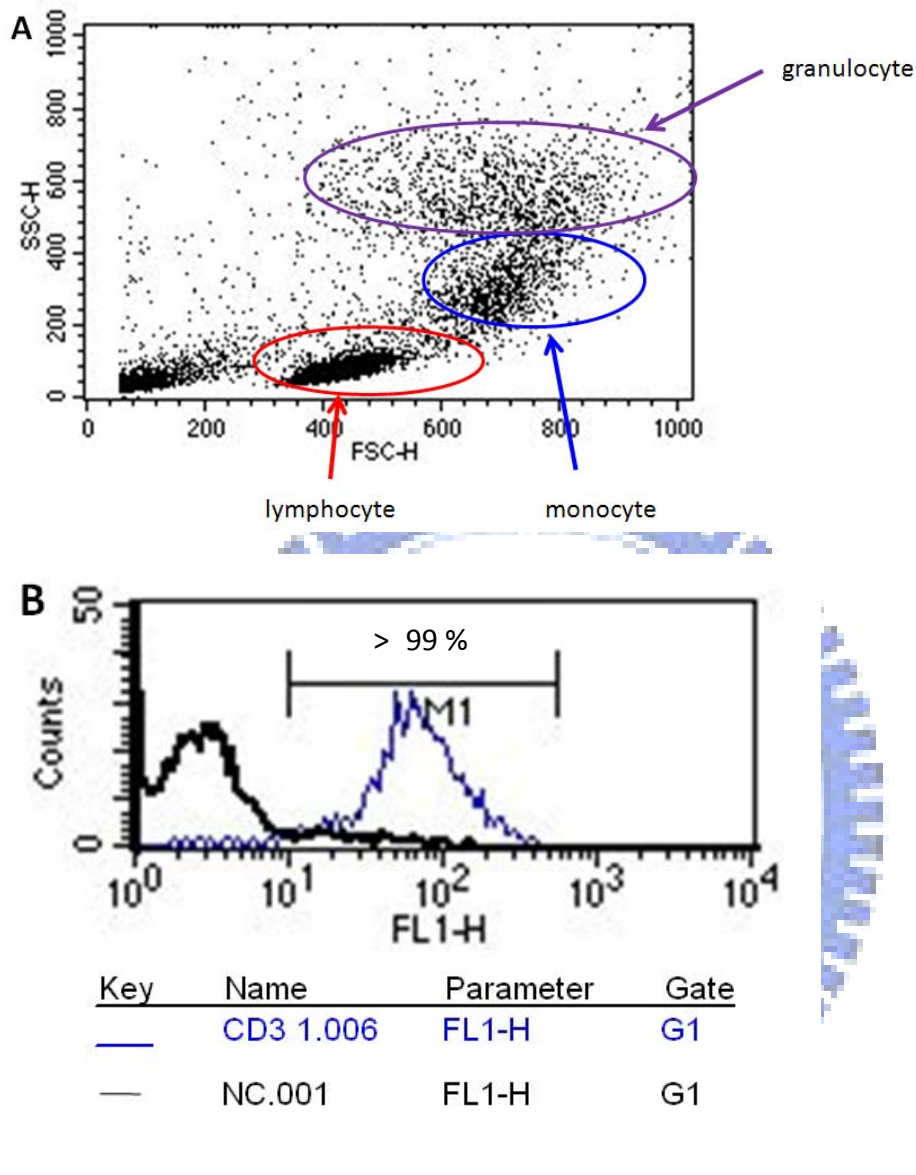 A
1000
800
600
400
200
0
SSC-H
0 200 400 600 800 1000
FSC-H
granulocyte
lymphocyte monocyte
B
50
0
Counts
> 99 %
M1
10⁰ 10¹ 10² 10³ 10⁴
FL1-H
Key Name Parameter Gate
CD3 1.006 FL1-H G1
NC.001 FL1-H G1